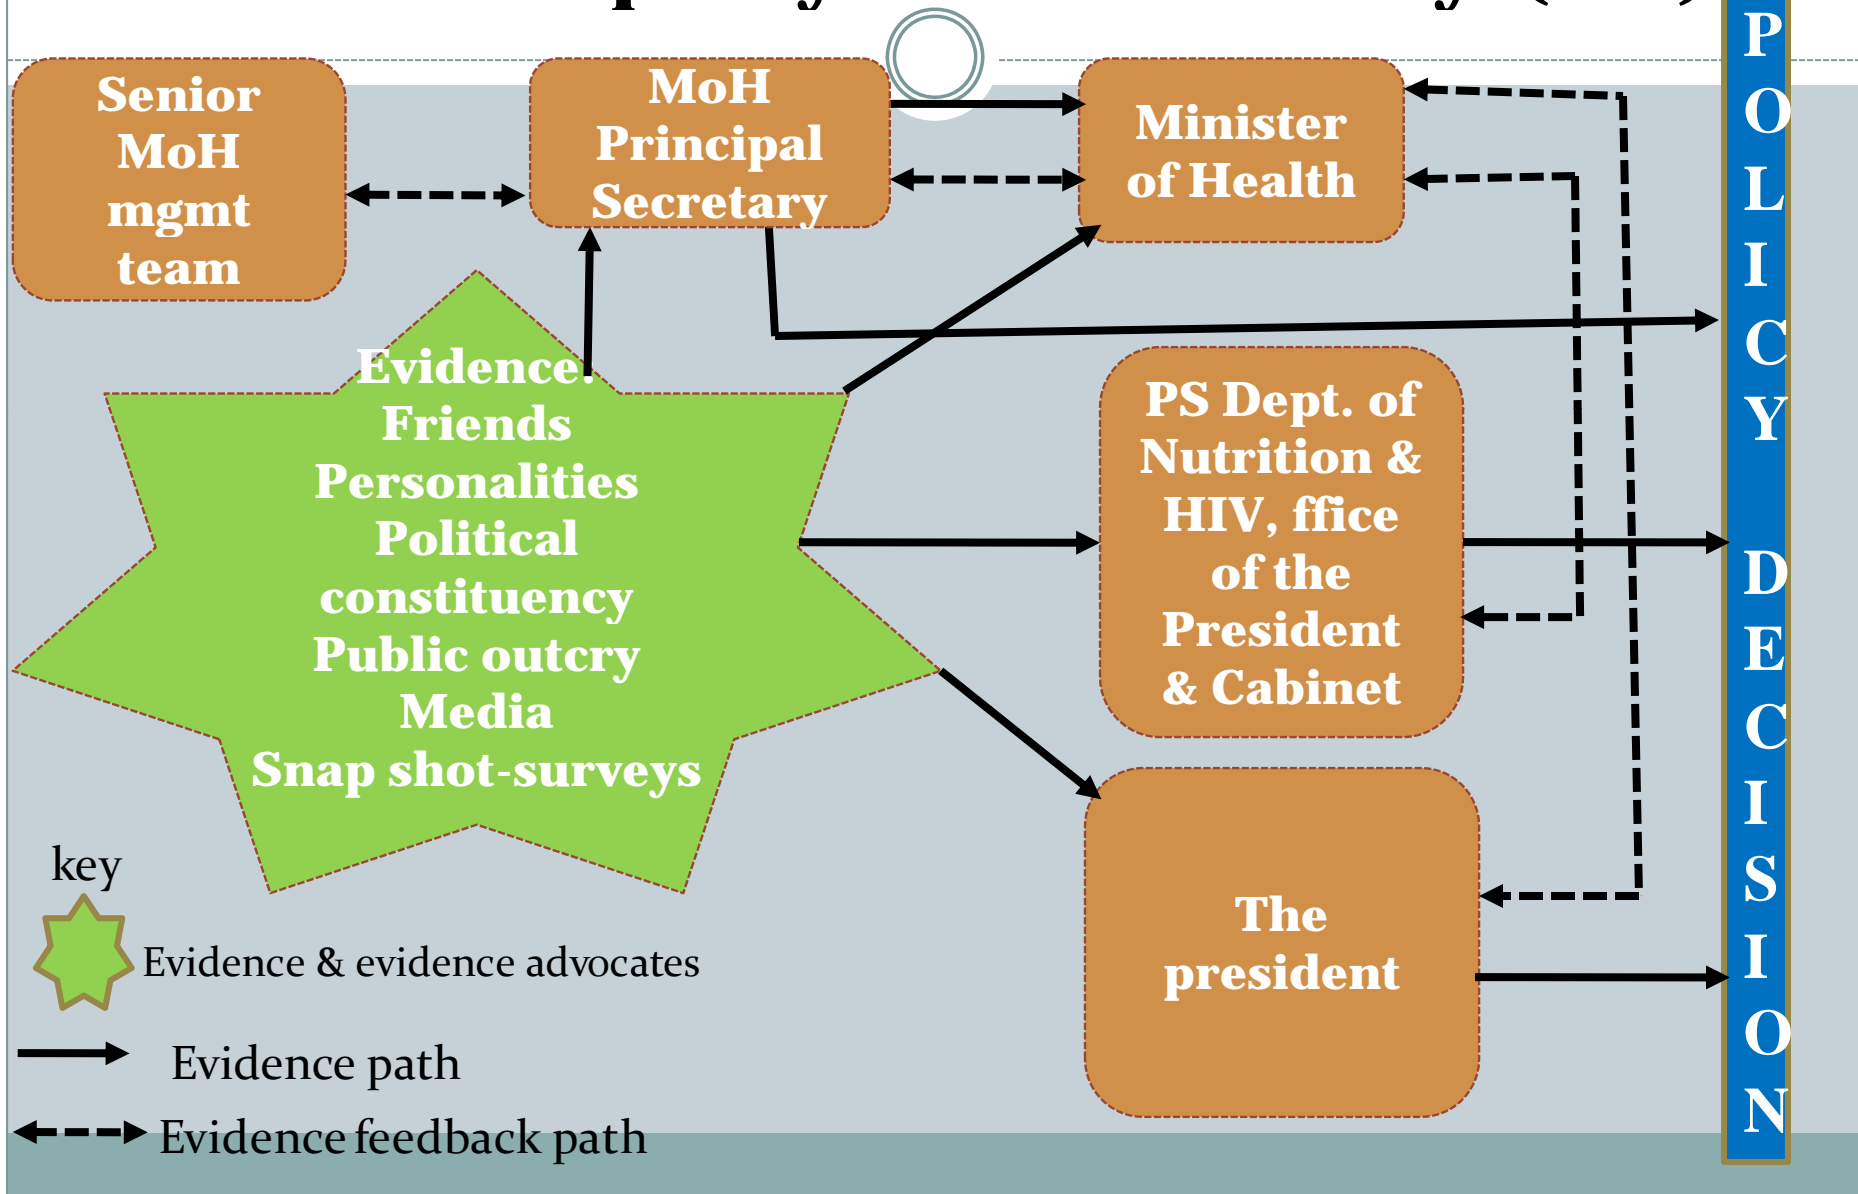 Senior
MoH
mgmt
team
MoH
Principal
Secretary
Minister
of Health
Evidence:
Friends
Personalities
Political
constituency
Public outcry
Media
Snap shot-surveys
PS Dept. of
Nutrition &
HIV, ffice
of the
President
& Cabinet
The
president
key
Evidence & evidence advocates
Evidence path
Evidence feedback path
P
O
L
I
C
Y
D
E
C
I
S
I
O
N